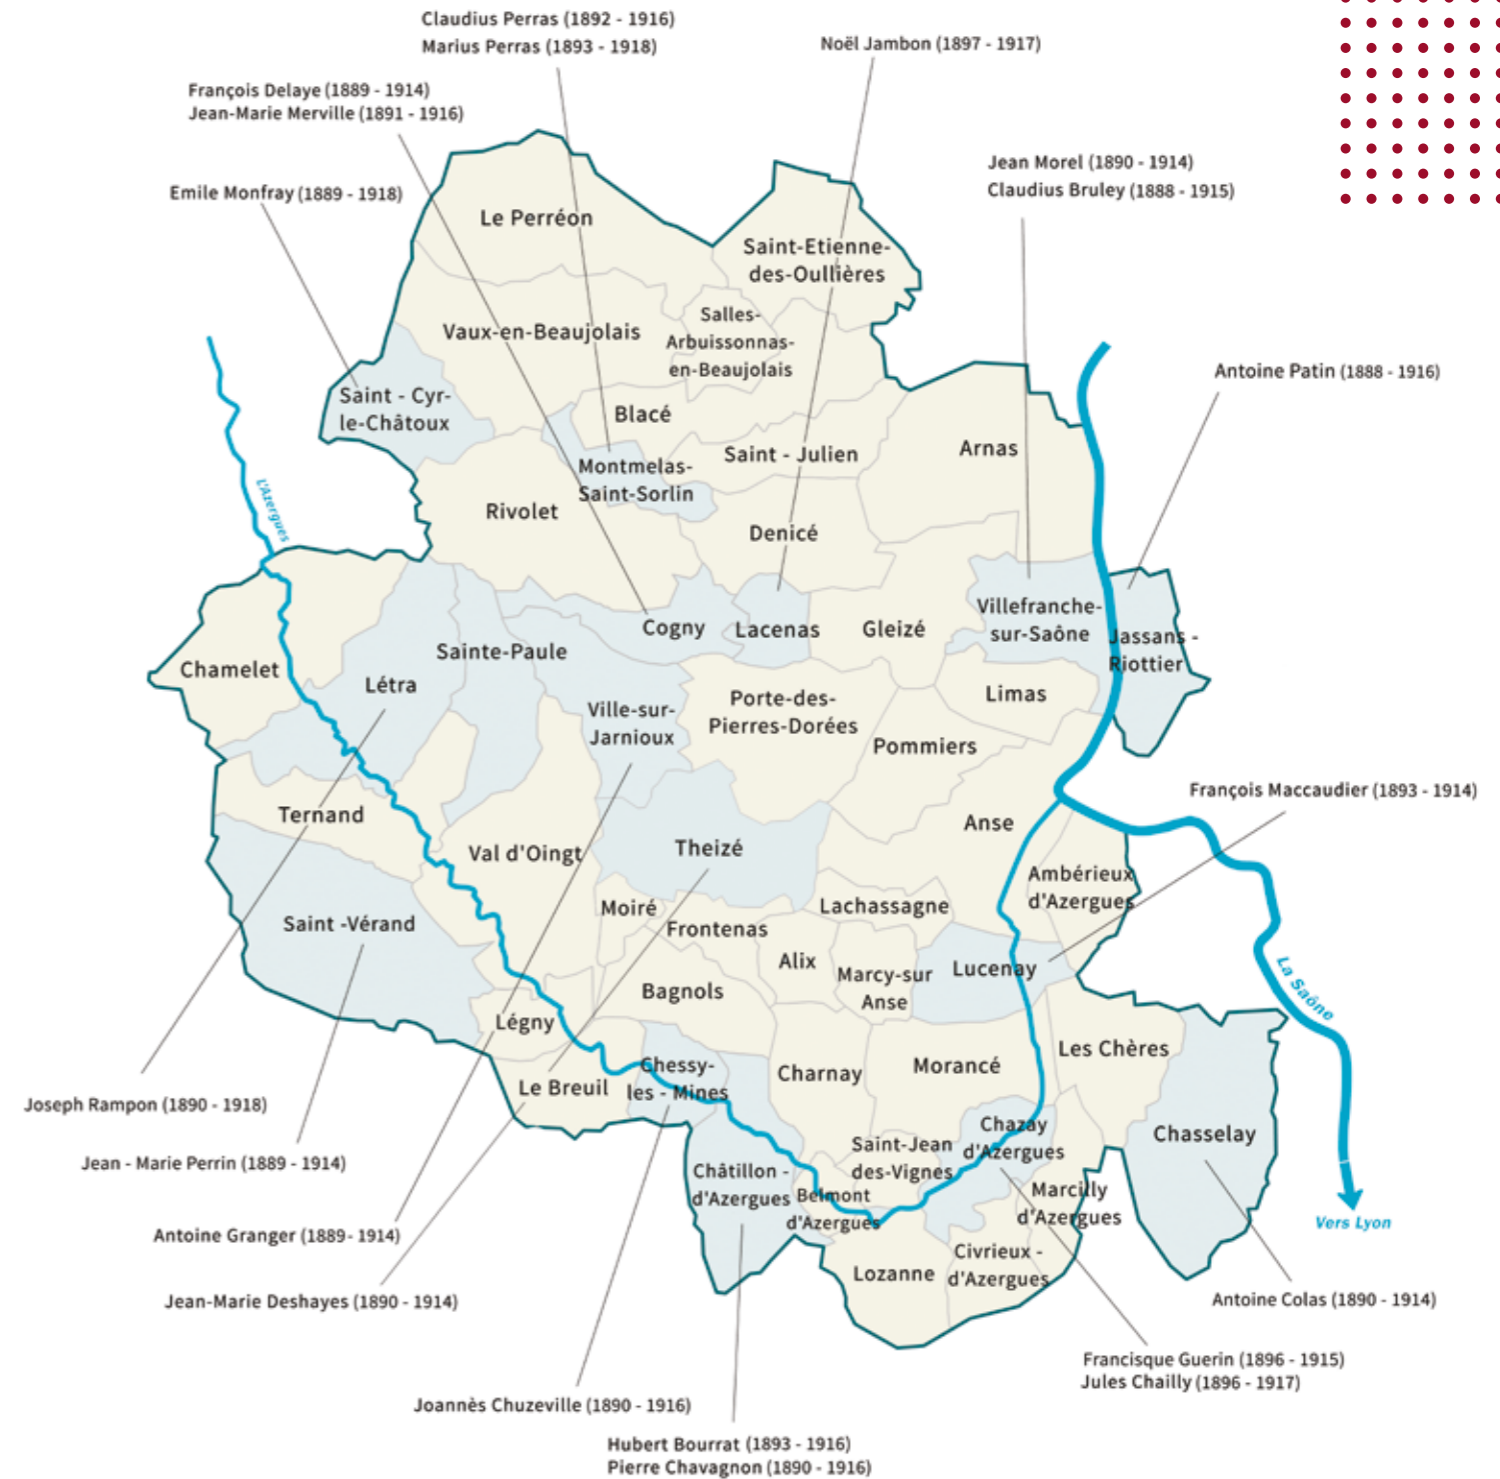 Claudius Perras (1892 - 1916)
Marius Perras (1893 - 1918)
Noël Jambon (1897 - 1917)
François Delaye (1889 - 1914)
Jean-Marie Merville (1891 - 1916)
Jean Morel (1890 - 1914)
Claudius Bruley (1888 - 1915)
Emile Monfray (1889 - 1918)
Le Perréon
Saint-Etienne-
des-Oullières
Vaux-en-Beaujolais
Salles-
Arbuissonnas-
en-Beaujolais
Antoine Patin (1888 - 1916)
Saint - Cyr-
le-Châtoux
Blacé
Saint - Julien
Arnas
Montmelas-
Saint-Sorlin
L'Azergues
Rivolet
Denicé
Villefranche-
sur-Saône
Cogny
Lacenas
Gleizé
Jassans -
Riottier
Sainte-Paule
Chamelet
Létra
Limas
Ville-sur-
Jarnioux
Porte-des-
Pierres-Dorées
Pommiers
François Maccaudier (1893 - 1914)
Ternand
Anse
Val d'Oingt
Theizé
Ambérieux
d'Azergues
Moiré
Lachassagne
Saint -Vérand
Frontenas
Alix
Marcy-sur
Anse
Lucenay
La Saône
Bagnols
Légny
Les Chères
Le Breuil
Chessy-
les - Mines
Charnay
Morancé
Joseph Rampon (1890 - 1918)
Chazay
d'Azergues
Chasselay
Saint-Jean
des-Vignes
Jean - Marie Perrin (1889 - 1914)
Châtillon -
d'Azergues
Belmont
d'Azergues
Marcilly
d'Azergues
Vers Lyon
Antoine Granger (1889- 1914)
Civrieux -
d'Azergues
Lozanne
Jean-Marie Deshayes (1890 - 1914)
Antoine Colas (1890 - 1914)
Francisque Guerin (1896 - 1915)
Jules Chailly (1896 - 1917)
Joannès Chuzeville (1890 - 1916)
Hubert Bourrat (1893 - 1916)
Pierre Chavagnon (1890 - 1916)